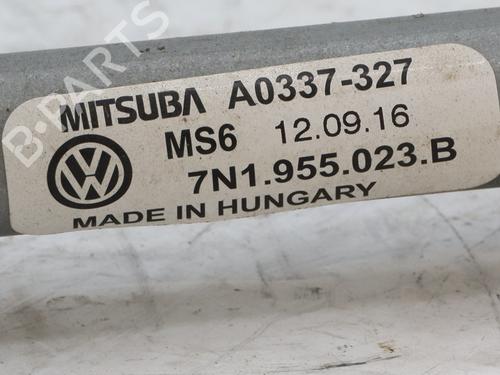 B-PARTS
MITSUBA A0337-327
MS6 12.09.16
7N1.955.023.B
MADE IN HUNGARY